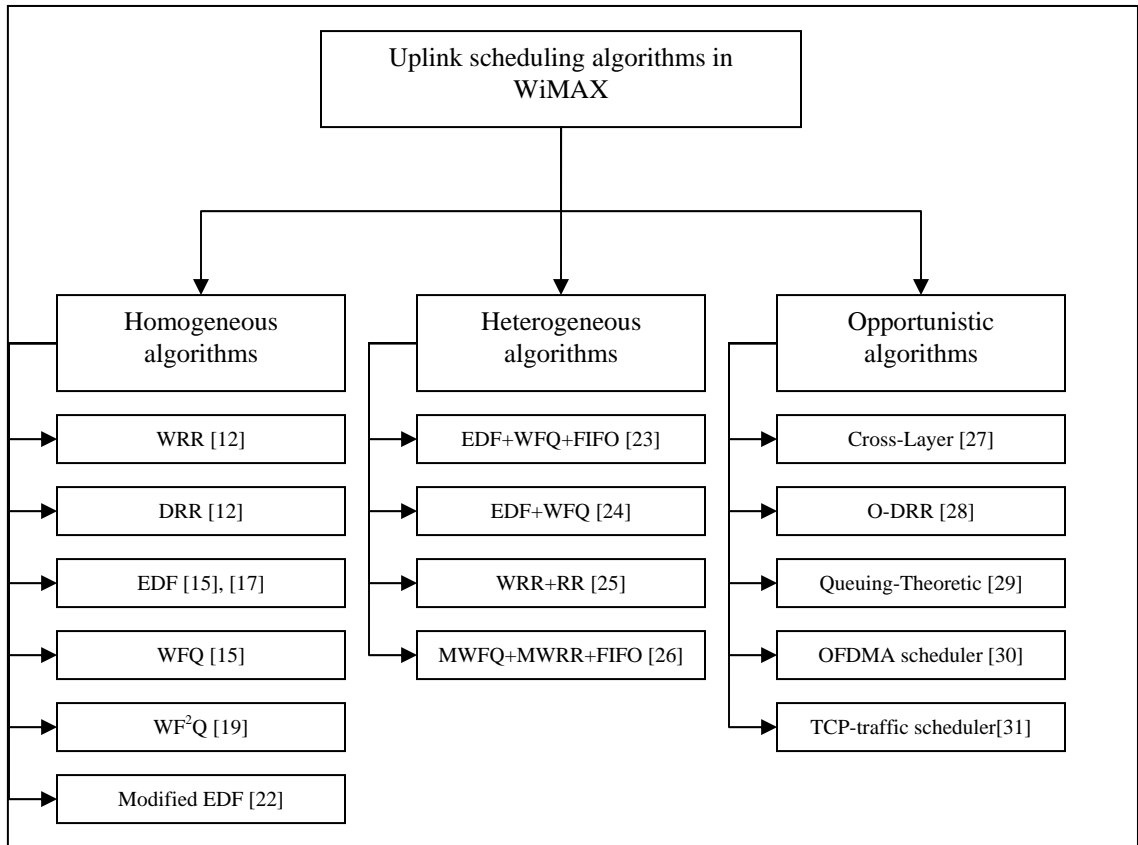 Uplink scheduling algorithms in
WiMAX
Homogeneous
algorithms
WRR [12]
DRR [12]
EDF [15], [17]
WFQ [15]
WF²Q [19]
Modified EDF [22]
Heterogeneous
algorithms
EDF+WFQ+FIFO [23]
EDF+WFQ [24]
WRR+RR [25]
MWFQ+MWRR+FIFO [26]
Opportunistic
algorithms
Cross-Layer [27]
O-DRR [28]
Queuing-Theoretic [29]
OFDMA scheduler [30]
TCP-traffic scheduler[31]